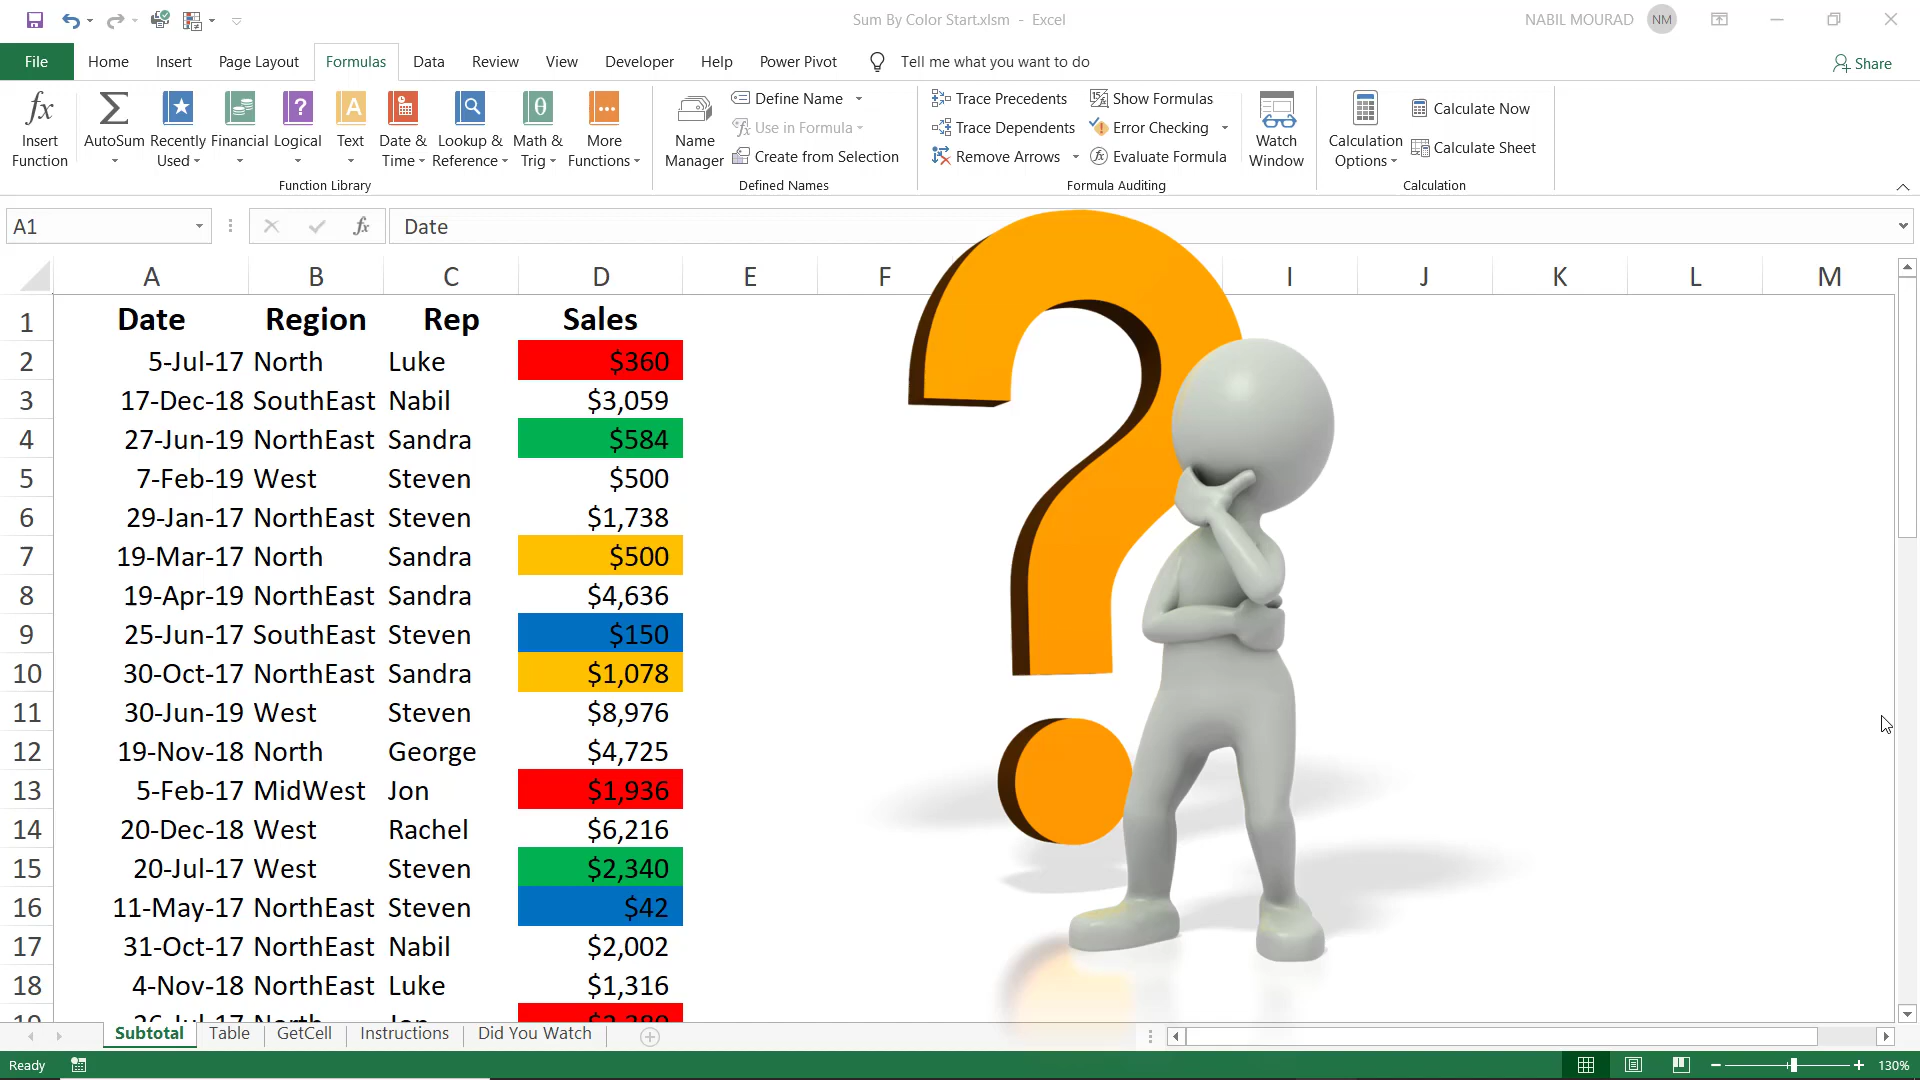 Sum By Color Start.xlsm - Excel
NABIL MOURAD NM
File Home Insert Page Layout Formulas Data Review View Developer Help Power Pivot Tell me what you want to do Share
fx Insert Function
Σ AutoSum
Recently Used
Financial
? Logical
A Text
Date & Time
Lookup & Reference
θ Math & Trig
More Functions
Function Library
Name Manager
Define Name
Use in Formula
Create from Selection
Defined Names
Trace Precedents
Trace Dependents
Remove Arrows
Show Formulas
Error Checking
Evaluate Formula
Formula Auditing
Watch Window
Calculation Options
Calculate Now
Calculate Sheet
Calculation
A1 fx Date
A B C D E F I J K L M
1 Date Region Rep Sales
2 5-Jul-17 North Luke $360
3 17-Dec-18 SouthEast Nabil $3,059
4 27-Jun-19 NorthEast Sandra $584
5 7-Feb-19 West Steven $500
6 29-Jan-17 NorthEast Steven $1,738
7 19-Mar-17 North Sandra $500
8 19-Apr-19 NorthEast Sandra $4,636
9 25-Jun-17 SouthEast Steven $150
10 30-Oct-17 NorthEast Sandra $1,078
11 30-Jun-19 West Steven $8,976
12 19-Nov-18 North George $4,725
13 5-Feb-17 MidWest Jon $1,936
14 20-Dec-18 West Rachel $6,216
15 20-Jul-17 West Steven $2,340
16 11-May-17 NorthEast Steven $42
17 31-Oct-17 NorthEast Nabil $2,002
18 4-Nov-18 NorthEast Luke $1,316
Subtotal Table GetCell Instructions Did You Watch
Ready 130%
?